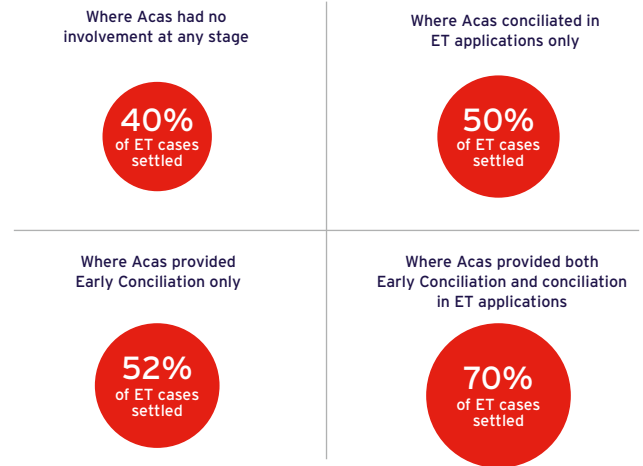 Where Acas had no
involvement at any stage
40%
of ET cases
settled
Where Acas conciliated in
ET applications only
50%
of ET cases
settled
Where Acas provided
Early Conciliation only
52%
of ET cases
settled
Where Acas provided both
Early Conciliation and conciliation
in ET applications
70%
of ET cases
settled